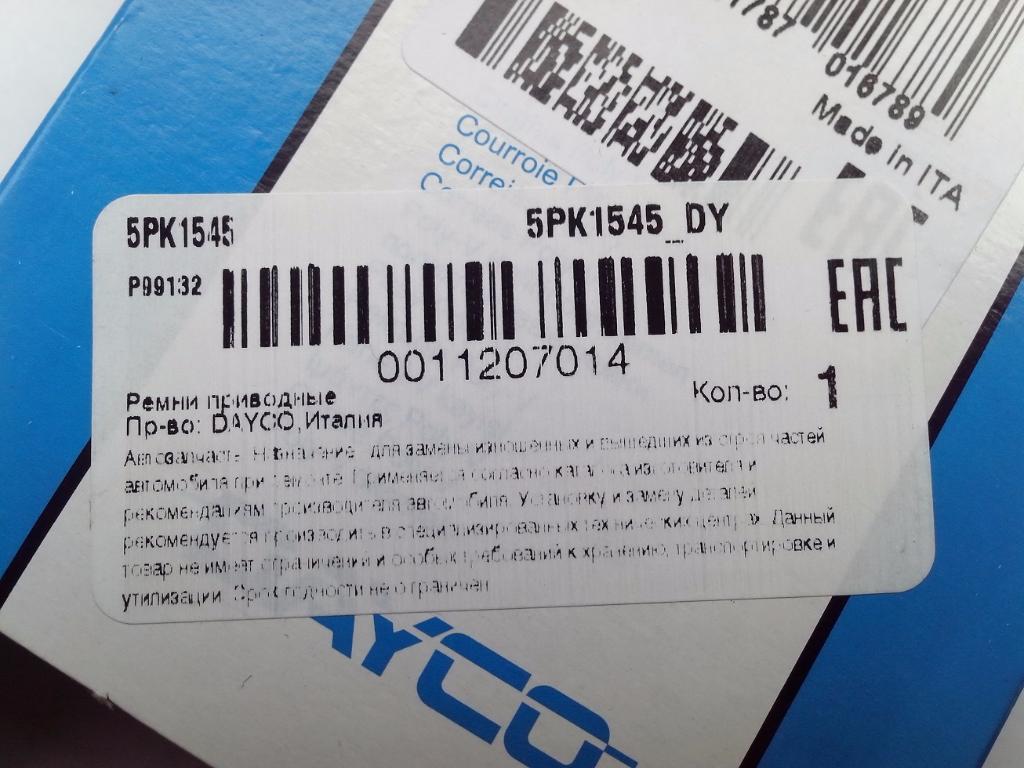 016789
Made in ITA
Courroie
5PK1545
5PK1545_DY
P99132
EAC
0011207014
Ремни приводные
Кол-во: 1
Пр-во: DAYCO, Италия
Автозапчасть. Назначение: для замены изношенных и вышедших из строя частей
автомобиля при ремонте. Применяется согласно каталога изготовителя и
рекомендациям производителя автомобиля. Установку и замену деталей
рекомендуется производить в специализированных технических центрах. Данный
товар не имеет ограничений и особых требований к хранению, транспортировке и
утилизации. Срок годности не ограничен
DAYCO